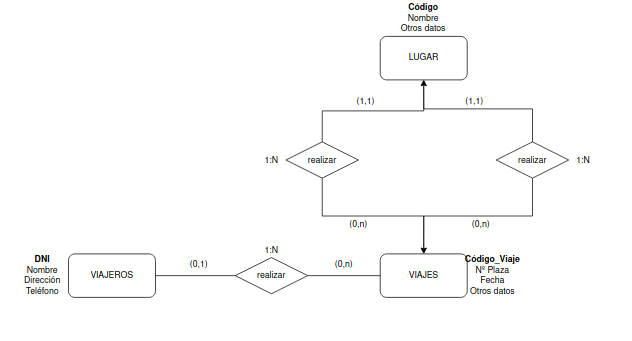 Código
Nombre
Otros datos
LUGAR
(1,1)
(1,1)
1:N
realizar
realizar
1:N
(0,n)
(0,n)
1:N
DNI
Nombre
Dirección
Teléfono
VIAJEROS
(0,1)
realizar
(0,n)
VIAJES
Código_Viaje
Nº Plaza
Fecha
Otros datos